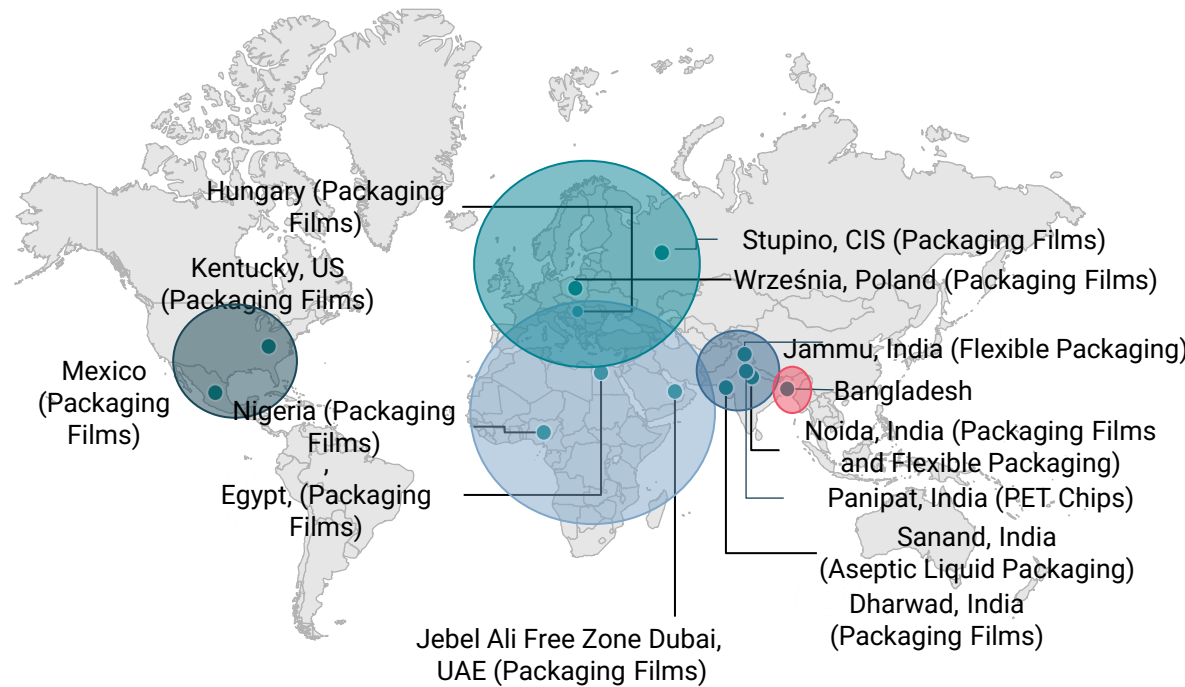 Hungary (Packaging
Films)
Kentucky, US
(Packaging Films)
Mexico
(Packaging
Films)
Nigeria (Packaging
Films)
,
Egypt, (Packaging
Films)
Jebel Ali Free Zone Dubai,
UAE (Packaging Films)
Stupino, CIS (Packaging Films)
Września, Poland (Packaging Films)
Jammu, India (Flexible Packaging)
Bangladesh
Noida, India (Packaging Films
and Flexible Packaging)
Panipat, India (PET Chips)
Sanand, India
(Aseptic Liquid Packaging)
Dharwad, India
(Packaging Films)